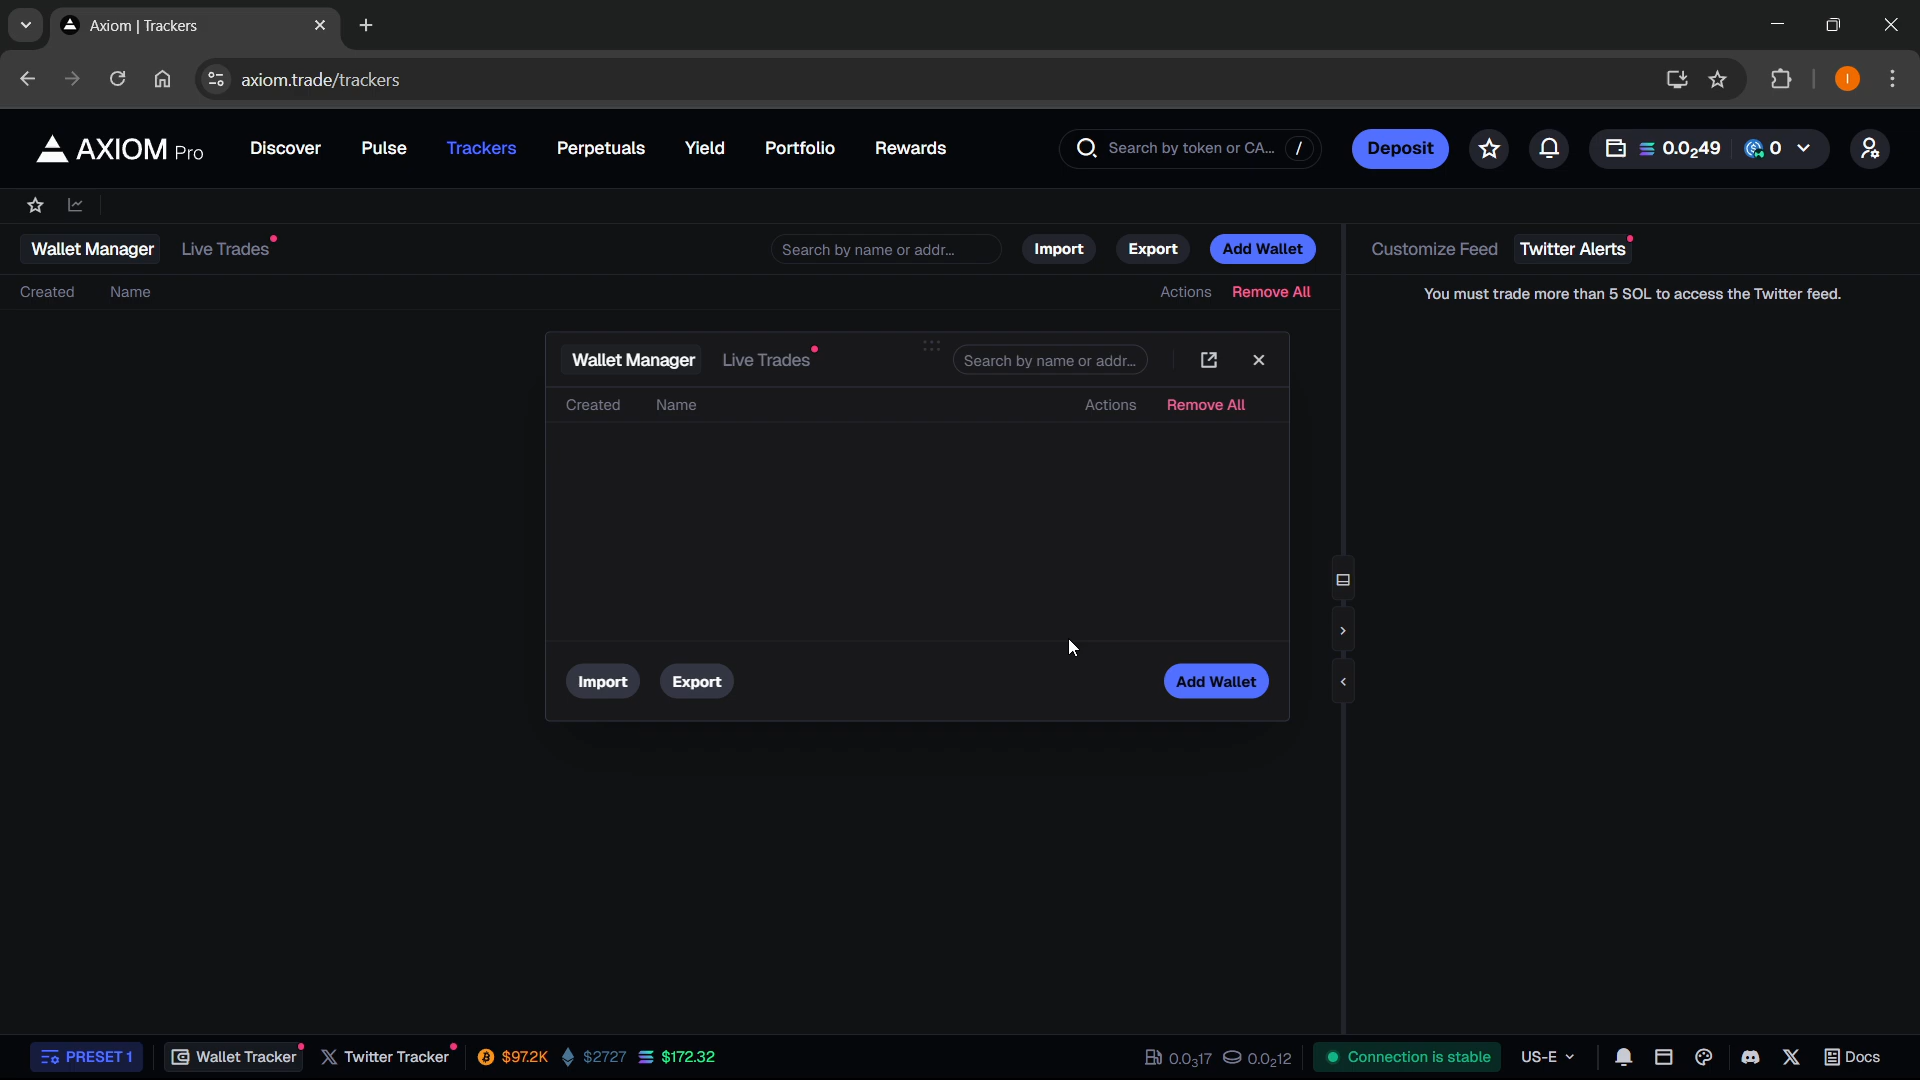 Axiom | Trackers
axiom.trade/trackers
I
AXIOM Pro
Discover
Pulse
Trackers
Perpetuals
Yield
Portfolio
Rewards
Search by token or CA...
/
Deposit
0.0₂49
0
Wallet Manager
Live Trades
Search by name or addr...
Import
Export
Add Wallet
Customize Feed
Twitter Alerts
Created
Name
Actions
Remove All
You must trade more than 5 SOL to access the Twitter feed.
Wallet Manager
Live Trades
Search by name or addr...
Created
Name
Actions
Remove All
Import
Export
Add Wallet
PRESET 1
Wallet Tracker
Twitter Tracker
$97.2K
$2727
$172.32
0.0₃17
0.0₂12
Connection is stable
US-E
Docs